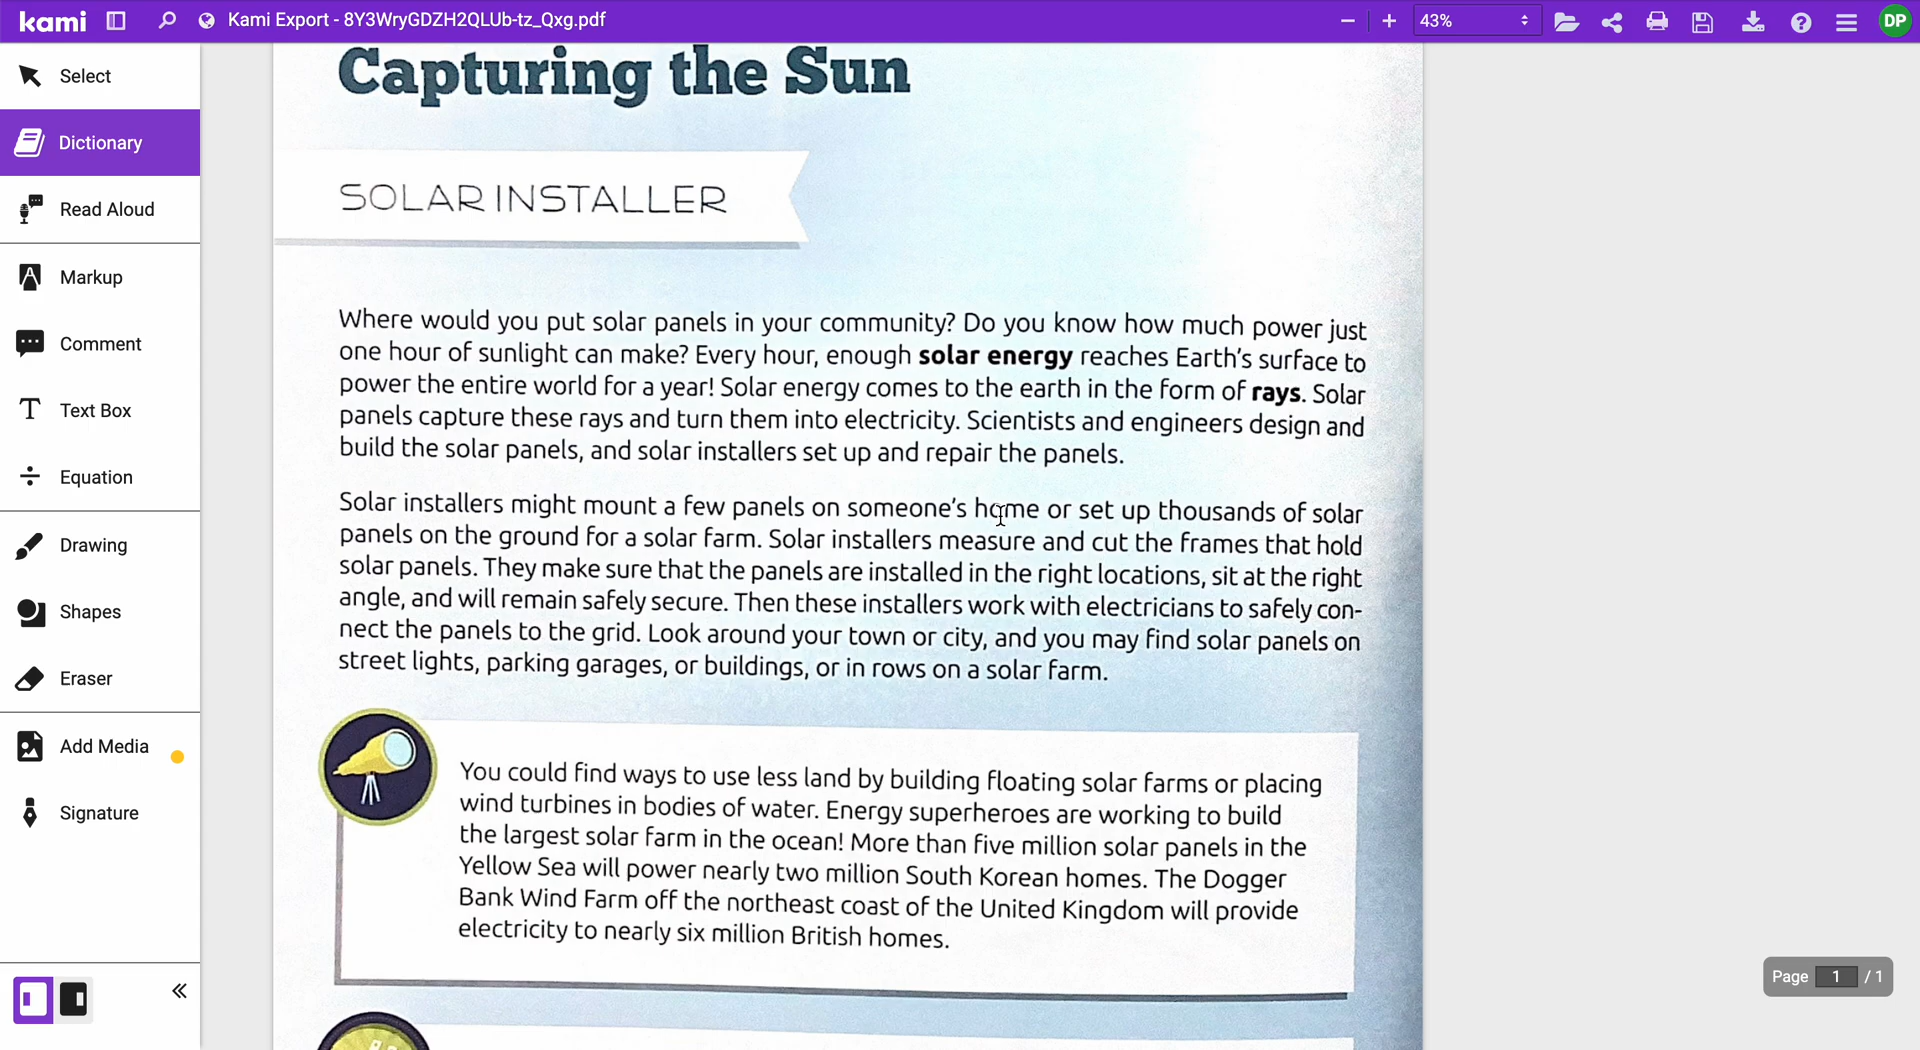 kami
Kami Export - 8Y3WryGDZH2QLUb-tz_Qxg.pdf
43%
DP
Select
Dictionary
Read Aloud
Markup
Comment
Text Box
Equation
Drawing
Shapes
Eraser
Add Media
Signature
Capturing the Sun
SOLAR INSTALLER
Where would you put solar panels in your community? Do you know how much power just
one hour of sunlight can make? Every hour, enough solar energy reaches Earth's surface to
power the entire world for a year! Solar energy comes to the earth in the form of rays. Solar
panels capture these rays and turn them into electricity. Scientists and engineers design and
build the solar panels, and solar installers set up and repair the panels.
Solar installers might mount a few panels on someone's home or set up thousands of solar
panels on the ground for a solar farm. Solar installers measure and cut the frames that hold
solar panels. They make sure that the panels are installed in the right locations, sit at the right
angle, and will remain safely secure. Then these installers work with electricians to safely con-
nect the panels to the grid. Look around your town or city, and you may find solar panels on
street lights, parking garages, or buildings, or in rows on a solar farm.
You could find ways to use less land by building floating solar farms or placing
wind turbines in bodies of water. Energy superheroes are working to build
the largest solar farm in the ocean! More than five million solar panels in the
Yellow Sea will power nearly two million South Korean homes. The Dogger
Bank Wind Farm off the northeast coast of the United Kingdom will provide
electricity to nearly six million British homes.
Page 1 / 1